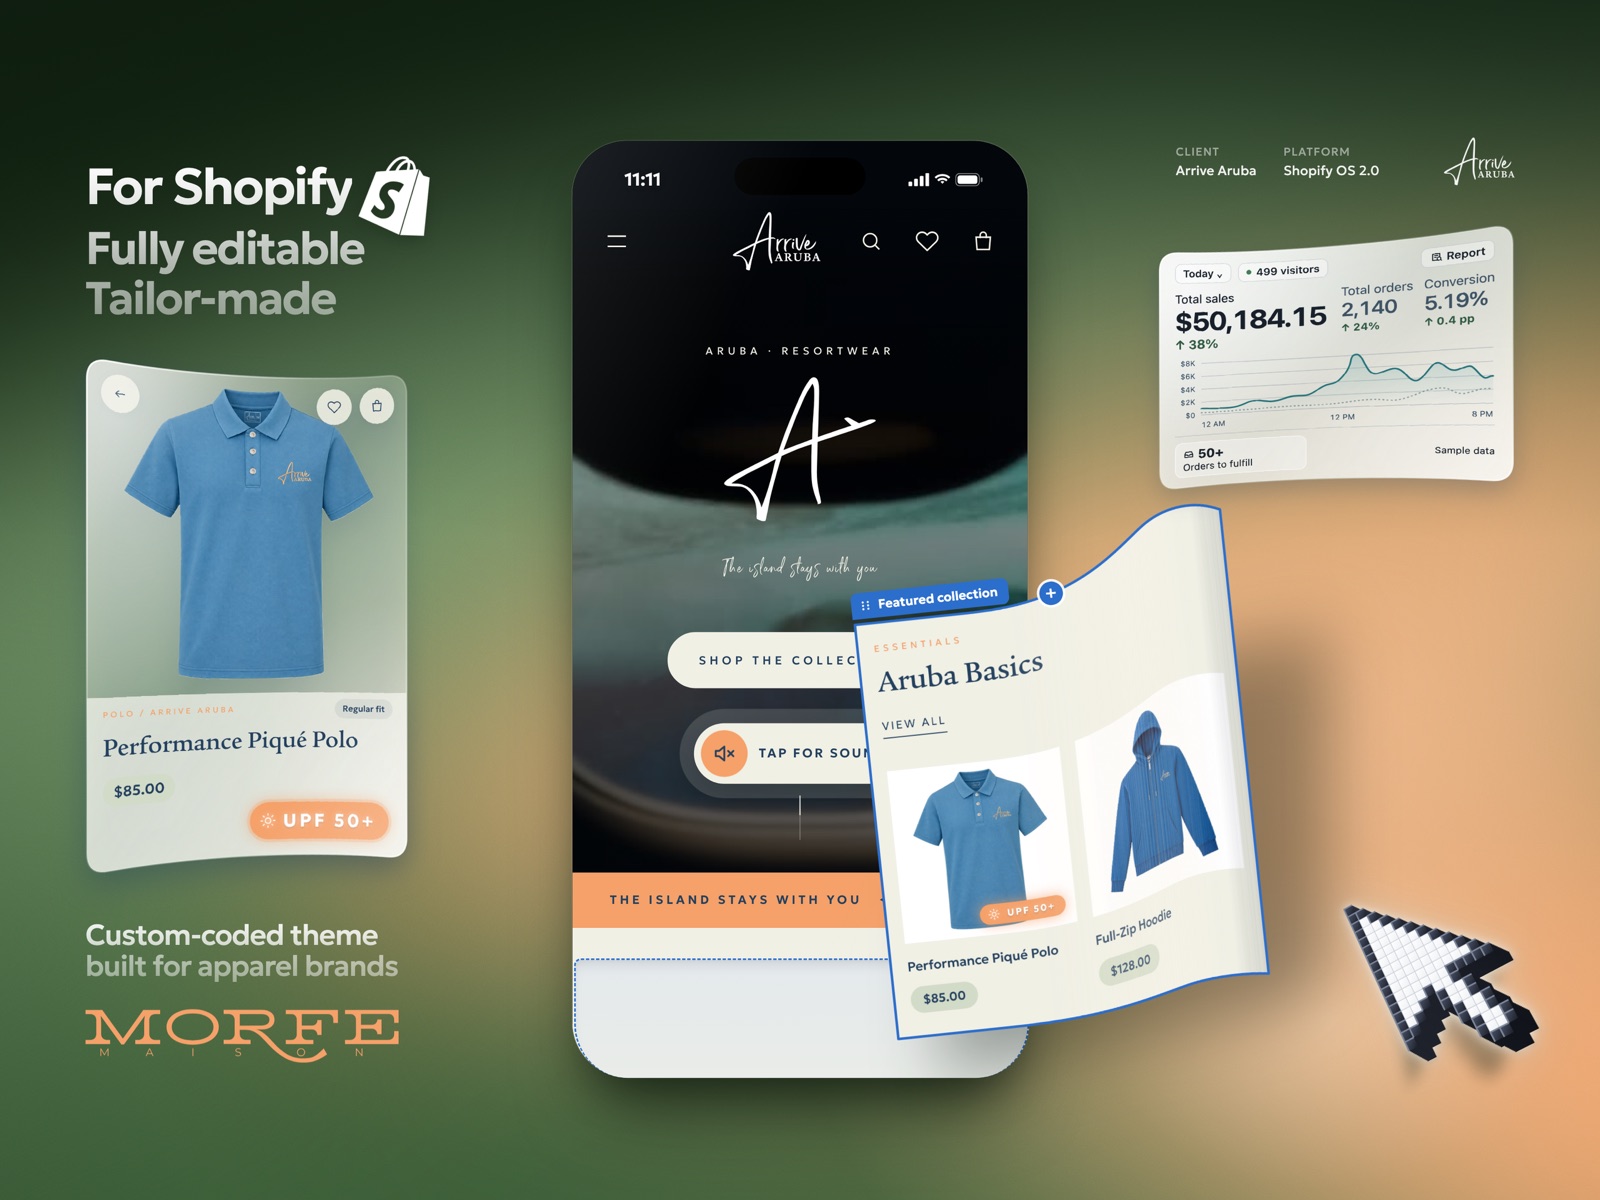 For Shopify
Fully editable
Tailor-made
POLO / ARRIVE ARUBA
Regular fit
Performance Piqué Polo
$85.00
UPF 50+
Custom-coded theme
built for apparel brands
MORFE
MAISON
11:11
Arrive
ARUBA
ARUBA · RESORTWEAR
A
The island stays with you
SHOP THE COLLEC
TAP FOR SOUN
THE ISLAND STAYS WITH YOU
Featured collection
ESSENTIALS
Aruba Basics
VIEW ALL
UPF 50+
Performance Piqué Polo
$85.00
Full-Zip Hoodie
$128.00
CLIENT
Arrive Aruba
PLATFORM
Shopify OS 2.0
Arrive
ARUBA
Today
499 visitors
Report
Total sales
$50,184.15
↑ 38%
Total orders
2,140
↑ 24%
Conversion
5.19%
↑ 0.4 pp
$8K
$6K
$4K
$2K
$0
12 AM
12 PM
8 PM
50+
Orders to fulfill
Sample data